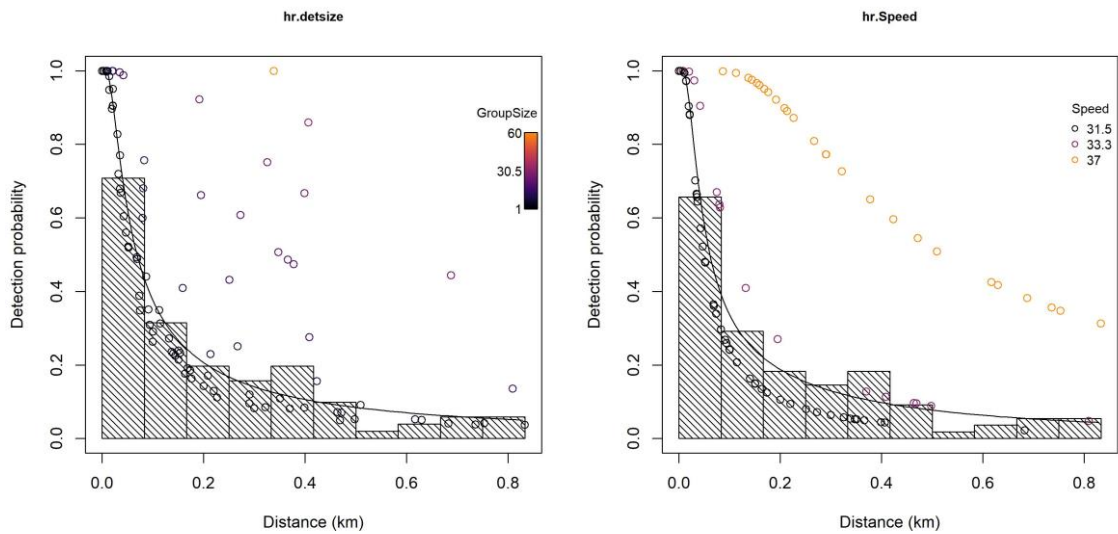 hr.detsize
Detection probability
1.0
0.8
0.6
0.4
0.2
0.0
GroupSize
60
30.5
1
0.0 0.2 0.4 0.6 0.8
Distance (km)
hr.Speed
Detection probability
1.0
0.8
0.6
0.4
0.2
0.0
Speed
31.5
33.3
37
0.0 0.2 0.4 0.6 0.8
Distance (km)